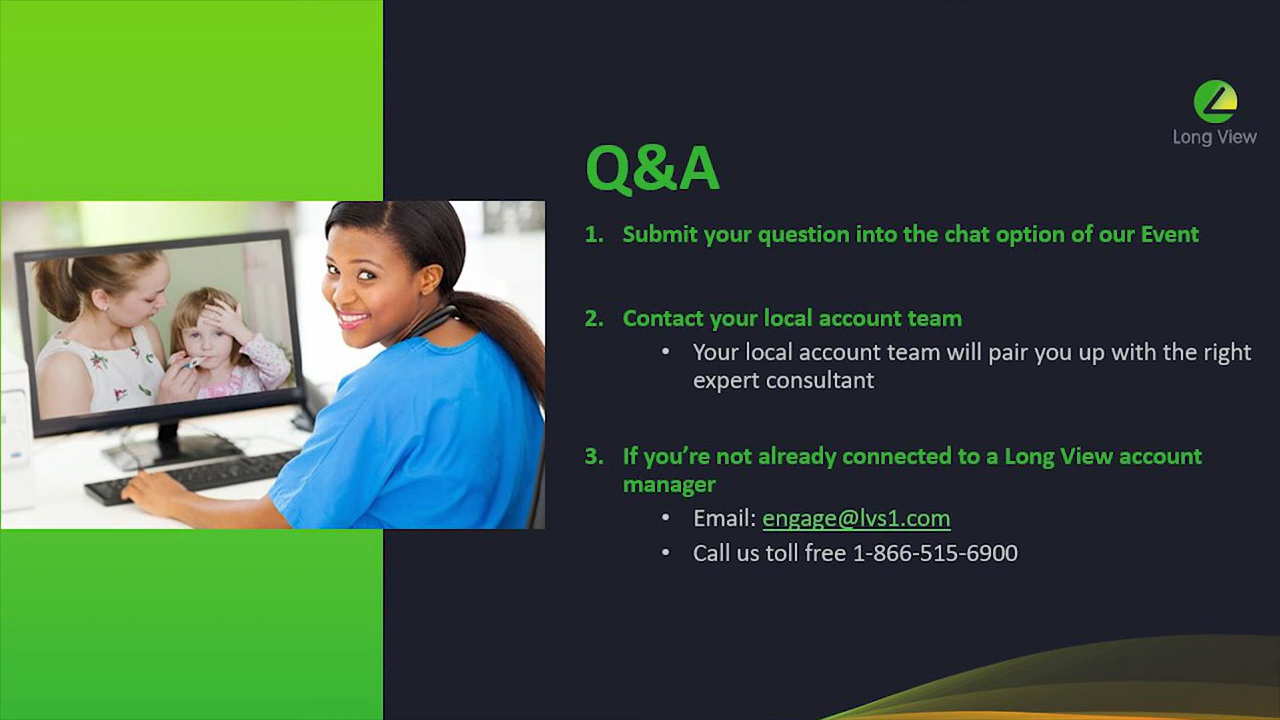 Long View
Q&A
1. Submit your question into the chat option of our Event
2. Contact your local account team
• Your local account team will pair you up with the right
expert consultant
3. If you're not already connected to a Long View account
manager
• Email: engage@lvs1.com
• Call us toll free 1-866-515-6900